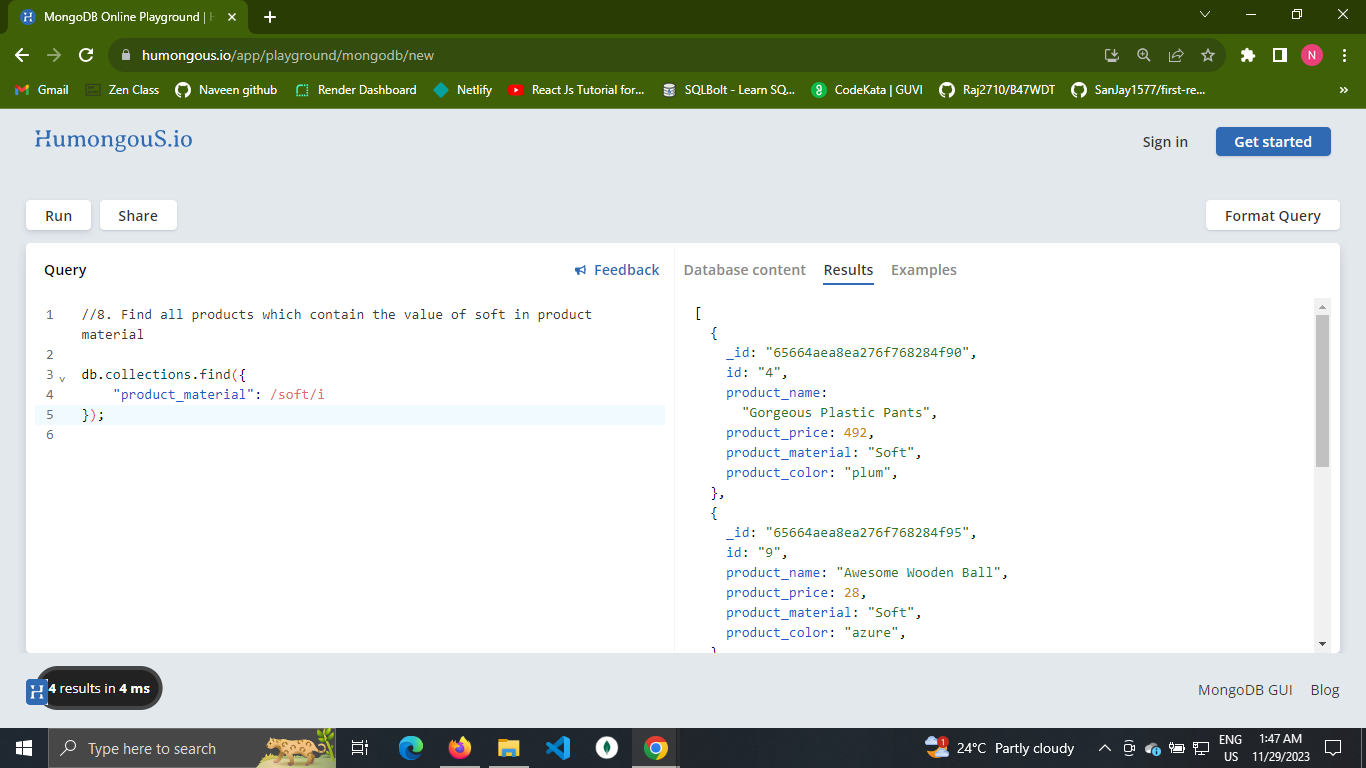 MongoDB Online Playground |
humongous.io/app/playground/mongodb/new
N
Gmail
Zen Class
Naveen github
Render Dashboard
Netlify
React Js Tutorial for...
SQLBolt - Learn SQ...
CodeKata | GUVI
Raj2710/B47WDT
SanJay1577/first-re...
»
HumongouS.io
Sign in
Get started
Run
Share
Format Query
Query
Feedback
Database content
Results
Examples
1 //8. Find all products which contain the value of soft in product
material
2
3 db.collections.find({
4 "product_material": /soft/i
5 });
6
[
{
_id: "65664aea8ea276f768284f90",
id: "4",
product_name:
"Gorgeous Plastic Pants",
product_price: 492,
product_material: "Soft",
product_color: "plum",
},
{
_id: "65664aea8ea276f768284f95",
id: "9",
product_name: "Awesome Wooden Ball",
product_price: 28,
product_material: "Soft",
product_color: "azure",
H
4 results in 4 ms
MongoDB GUI
Blog
Type here to search
1
24°C Partly cloudy
ENG
US
1:47 AM
11/29/2023